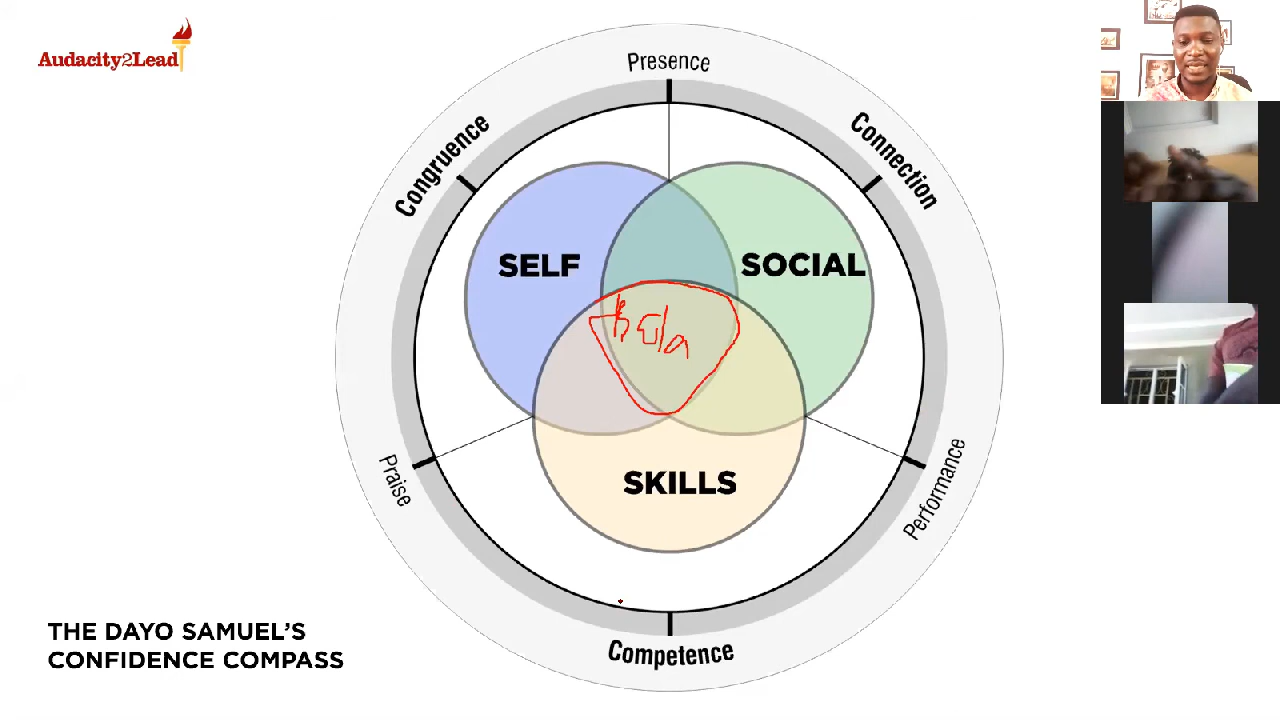 Audacity2Lead
Presence
Congruence
Connection
SELF
SOCIAL
SKILLS
Praise
Performance
Competence
THE DAYO SAMUEL'S
CONFIDENCE COMPASS